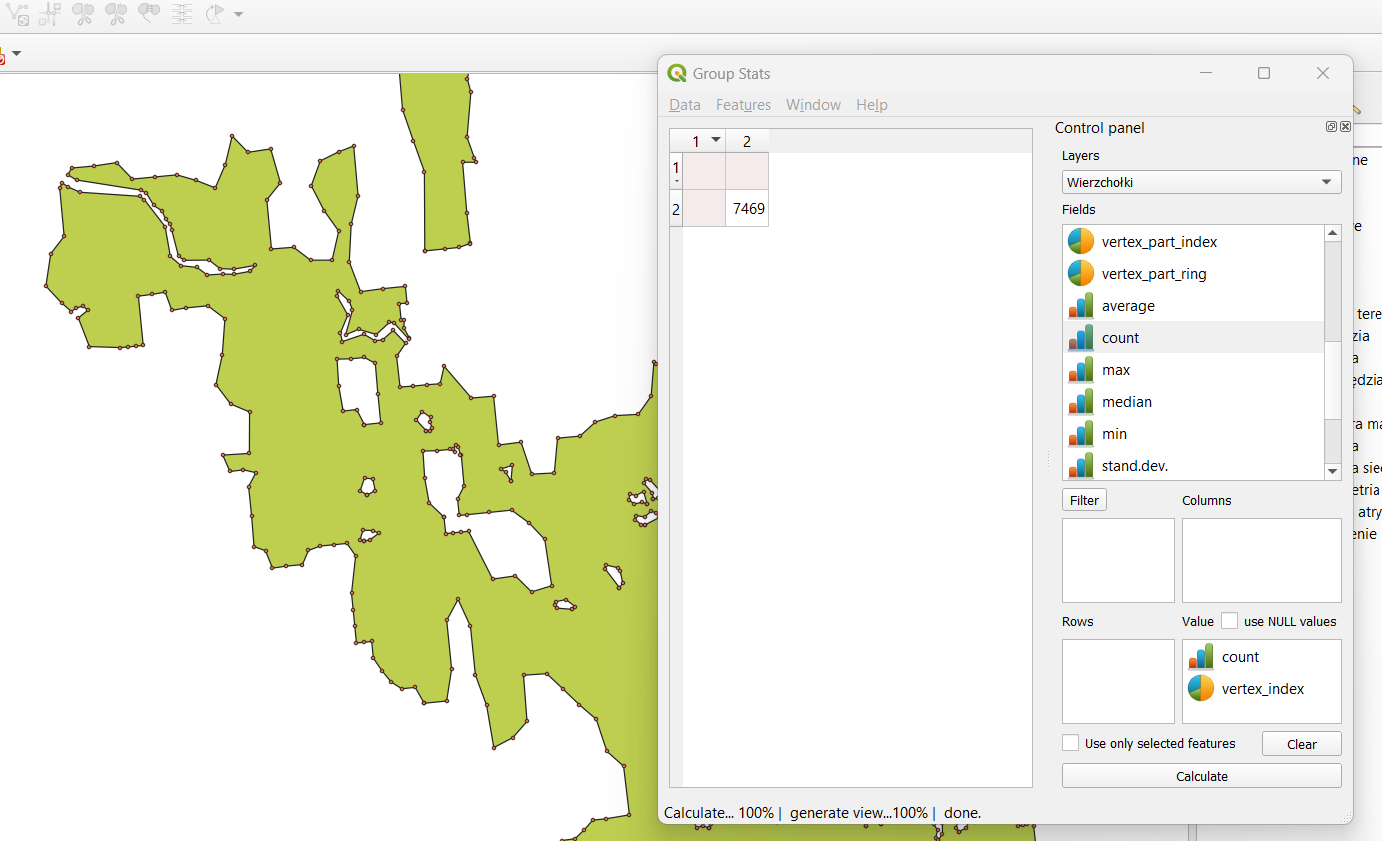 Group Stats
Data Features Window Help
1 2
1
2 7469
Control panel
Layers
Wierzchołki
Fields
vertex_part_index
vertex_part_ring
average
count
max
median
min
stand.dev.
Filter Columns
Rows Value use NULL values
count
vertex_index
Use only selected features Clear
Calculate
Calculate... 100% | generate view...100% | done.
ne
e
tere
zia
a
ędzia
ra ma
a
a sie
etria
atry
enie